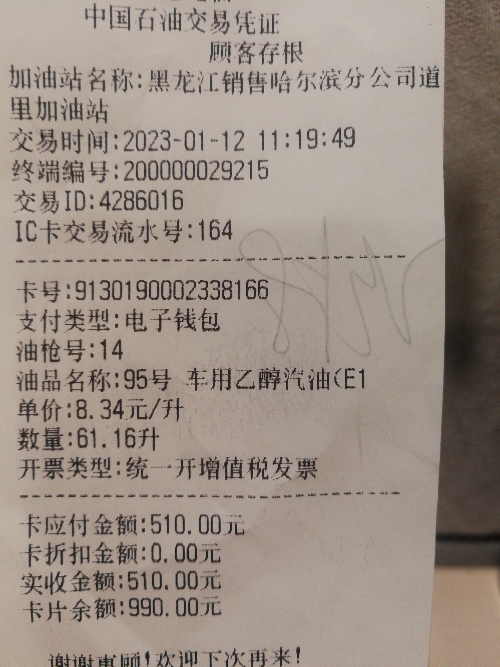 中国石油交易凭证
顾客存根
加油站名称:黑龙江销售哈尔滨分公司道
里加油站
交易时间:2023-01-12 11:19:49
终端编号:200000029215
交易ID:4286016
IC卡交易流水号:164
卡号:9130190002338166
支付类型:电子钱包
油枪号:14
油品名称:95号 车用乙醇汽油(E1
单价:8.34元/升
数量:61.16升
开票类型:统一开增值税发票
卡应付金额:510.00元
卡折扣金额:0.00元
实收金额:510.00元
卡片余额:990.00元
谢谢惠顾!欢迎下次再来!